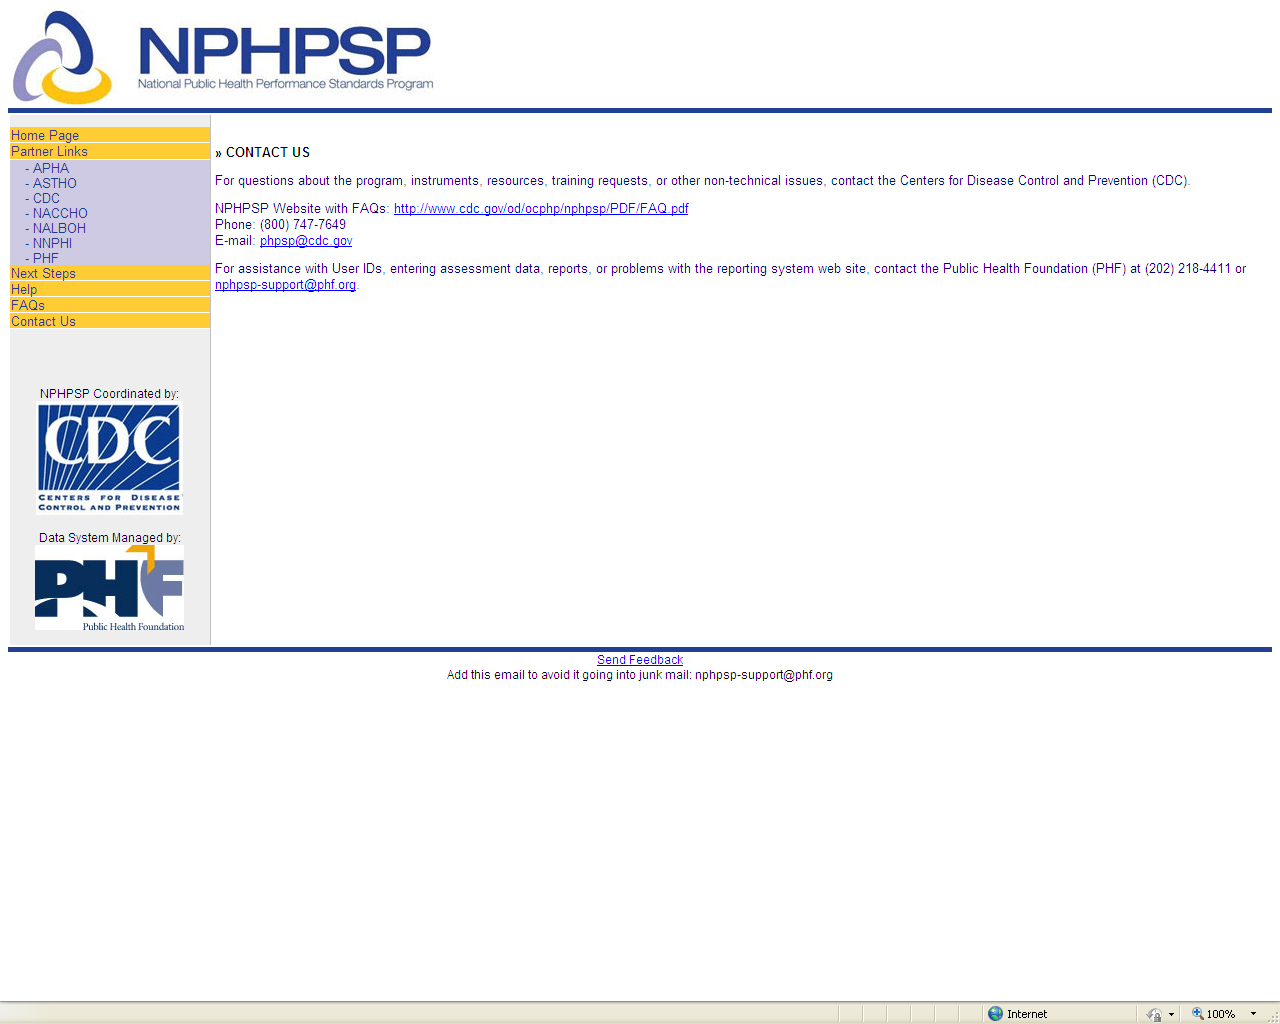 NPHPSP
National Public Health Performance Standards Program
Home Page
Partner Links
- APHA
- ASTHO
- CDC
- NACCHO
- NALBOH
- NNPHI
- PHF
Next Steps
Help
FAQs
Contact Us
NPHPSP Coordinated by:
CDC
CENTERS FOR DISEASE
CONTROL AND PREVENTION
Data System Managed by:
PHF
Public Health Foundation
» CONTACT US
For questions about the program, instruments, resources, training requests, or other non-technical issues, contact the Centers for Disease Control and Prevention (CDC).
NPHPSP Website with FAQs: http://www.cdc.gov/od/ocphp/nphpsp/PDF/FAQ.pdf
Phone: (800) 747-7649
E-mail: phpsp@cdc.gov
For assistance with User IDs, entering assessment data, reports, or problems with the reporting system web site, contact the Public Health Foundation (PHF) at (202) 218-4411 or
nphpsp-support@phf.org.
Send Feedback
Add this email to avoid it going into junk mail: nphpsp-support@phf.org
Internet
100%